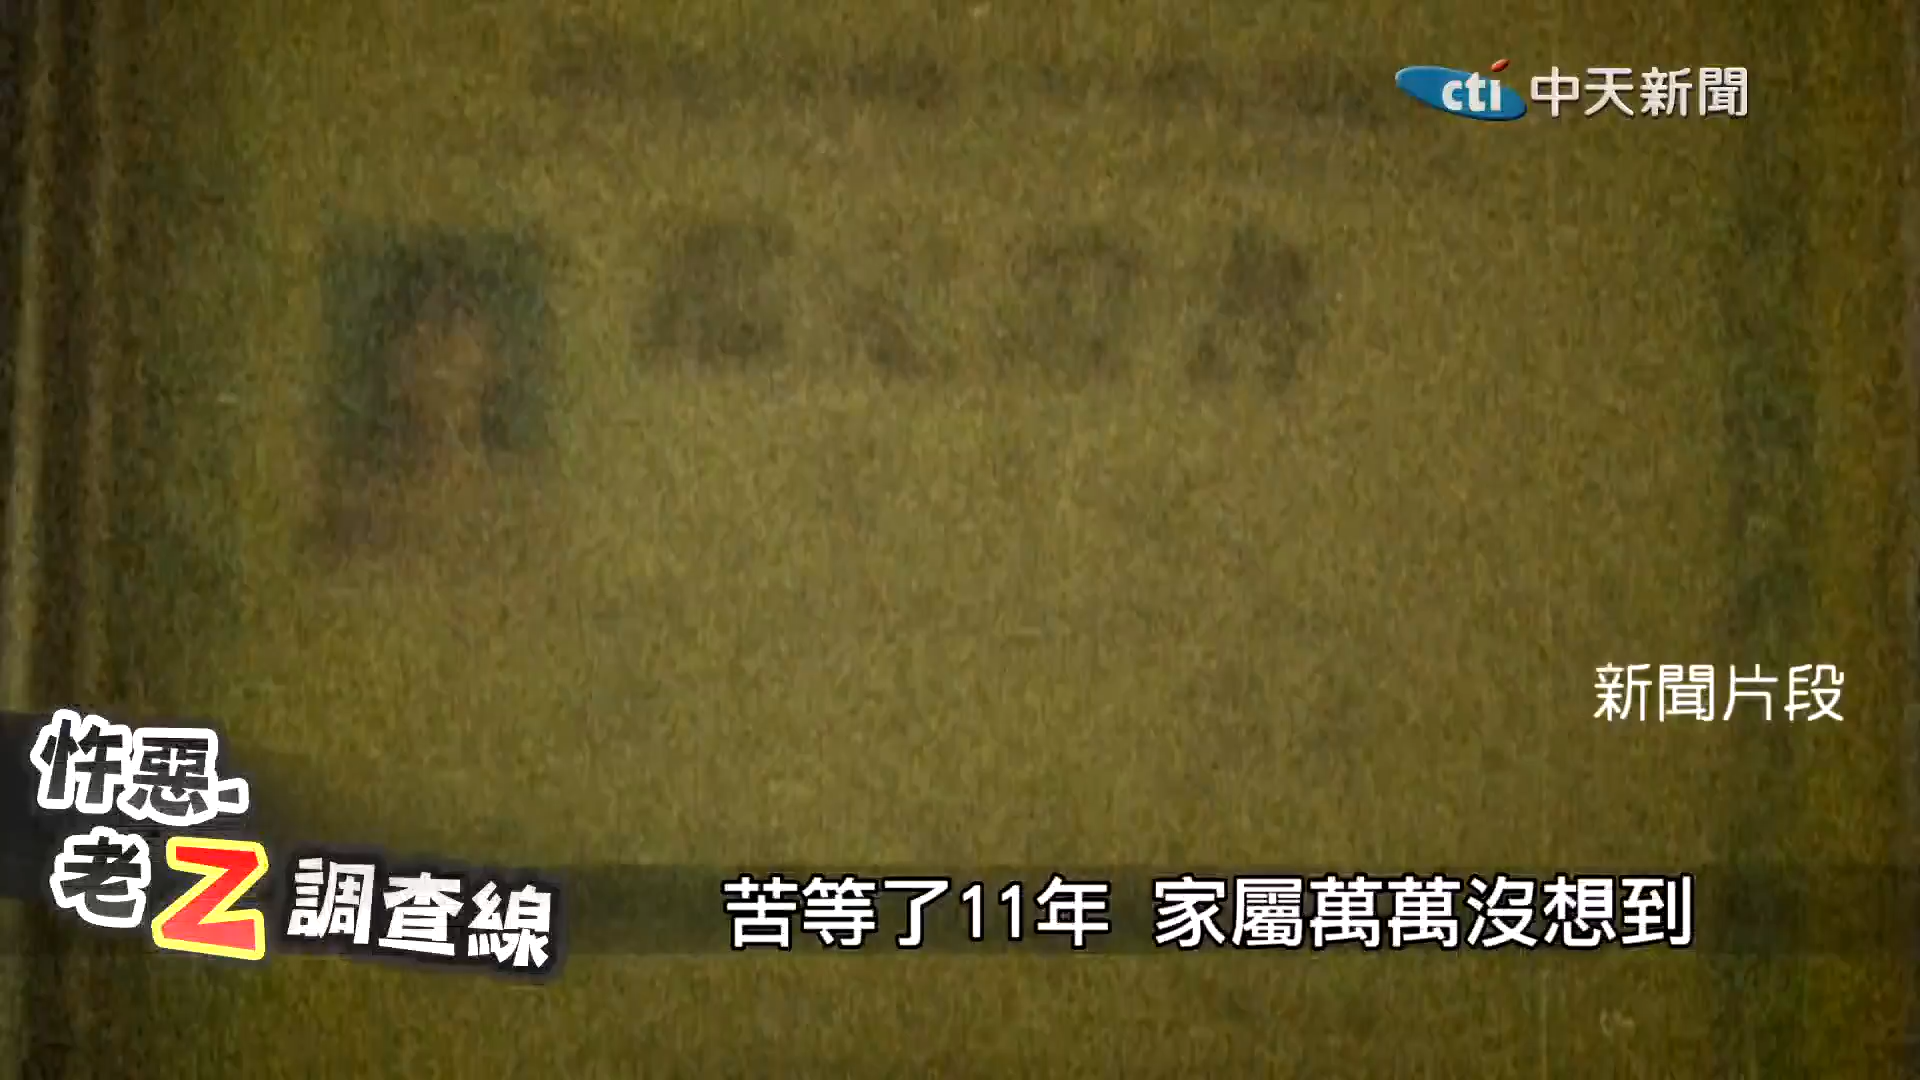 cti 中天新聞
新聞片段
忤惡-
老Z調查線
苦等了11年 家屬萬萬沒想到